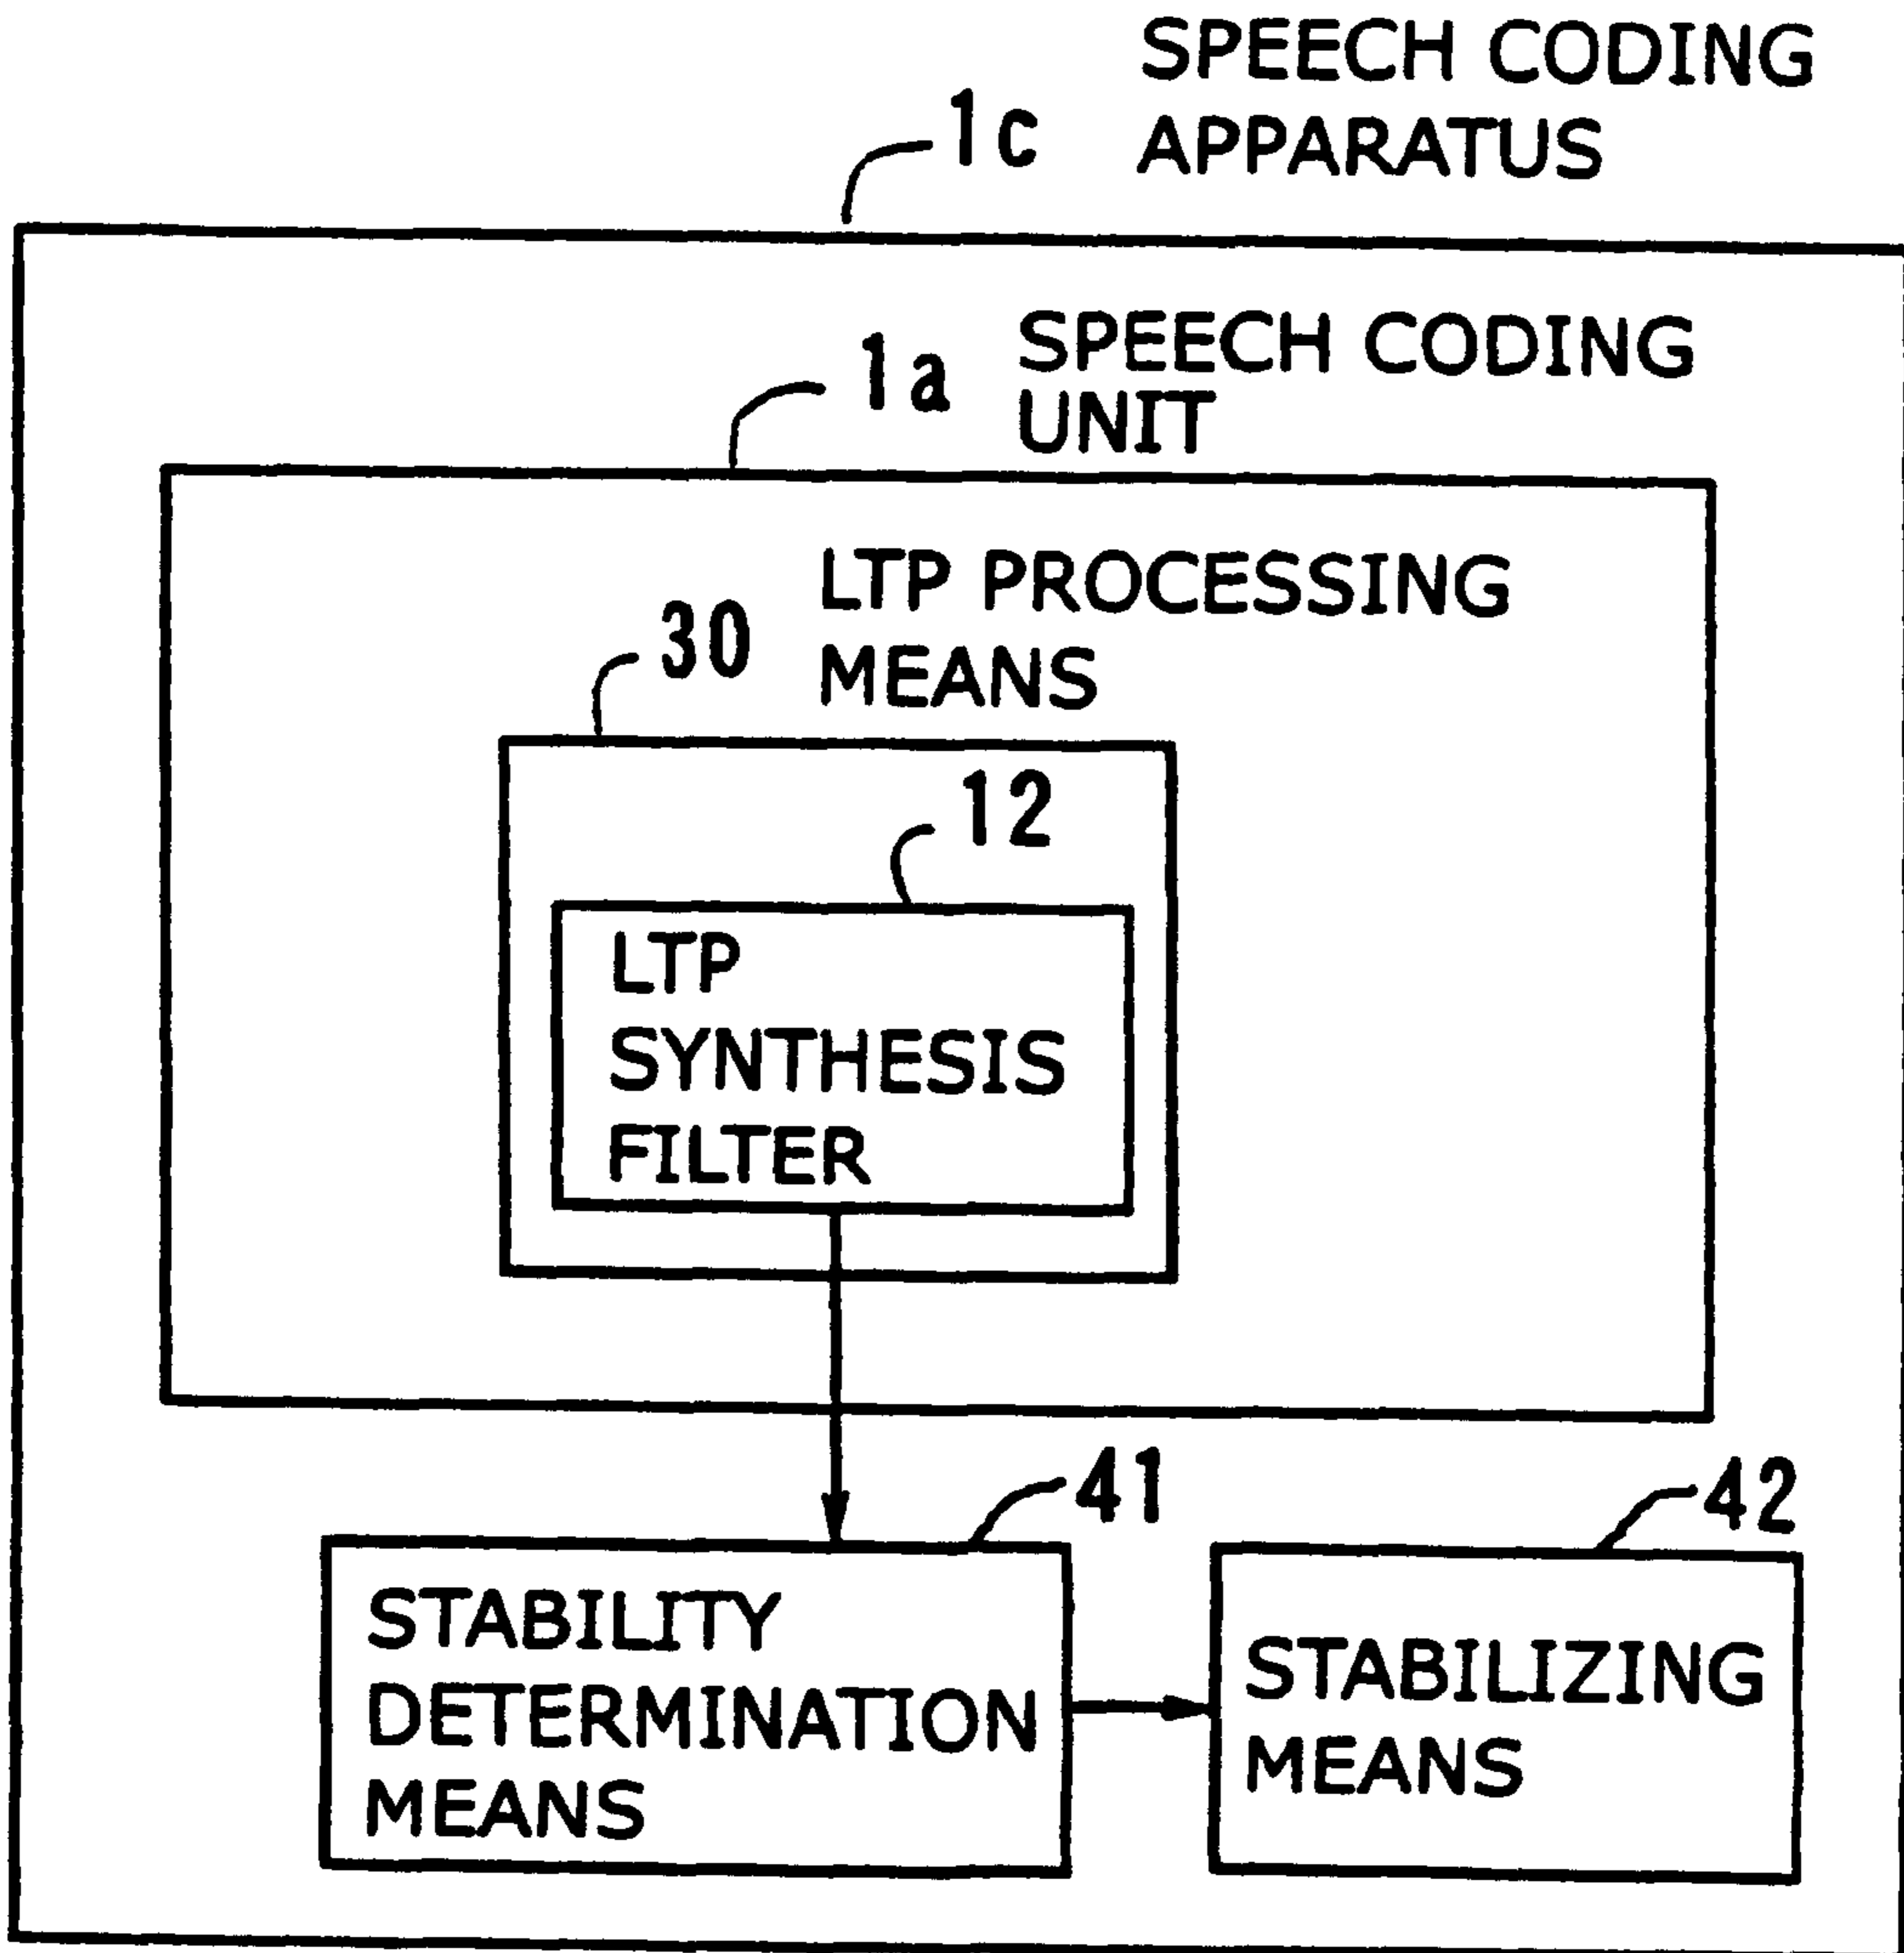 SPEECH CODING
1c APPARATUS
SPEECH CODING
1a UNIT
LTP PROCESSING
30 MEANS
12
LTP
SYNTHESIS
FILTER
41
42
STABILITY
DETERMINATION
MEANS
STABILIZING
MEANS